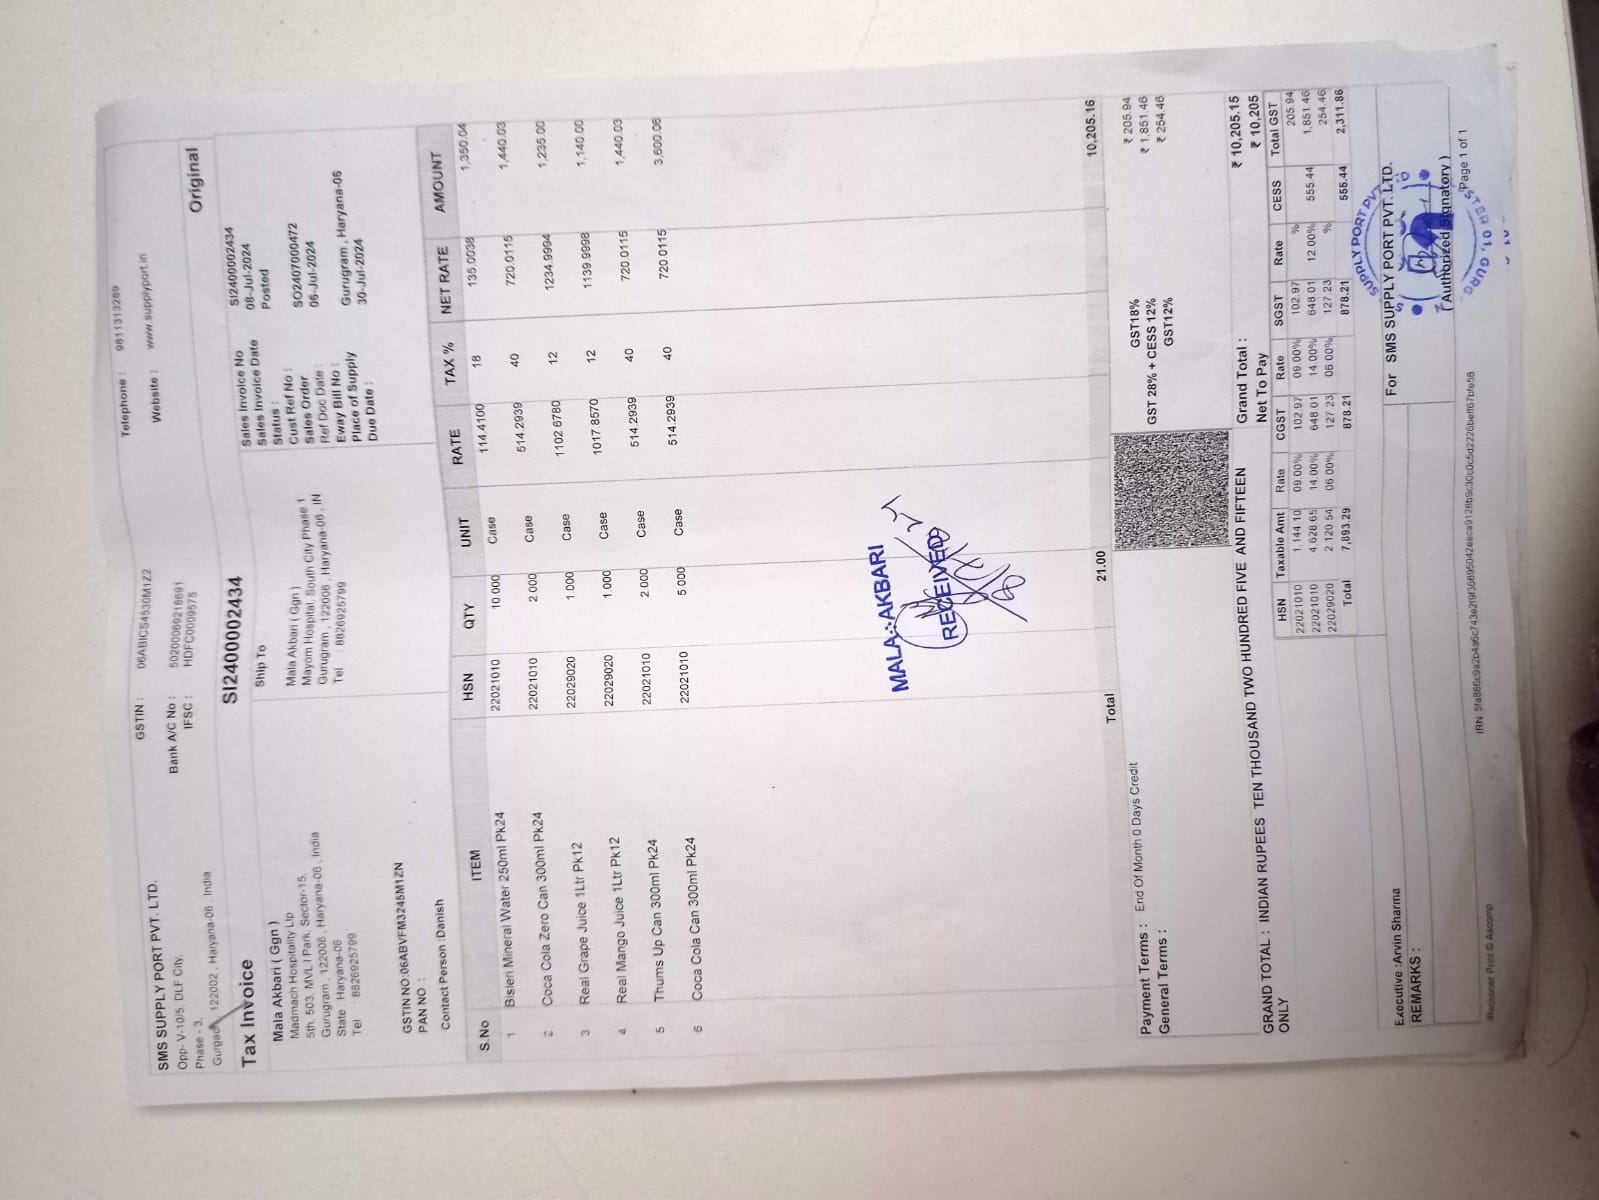 SMS SUPPLY PORT PVT. LTD.
Opp- V-10/5, DLF City,
Phase - 3,
122002 , Haryana-06 , India
GSTIN : 06ABICS4530M1Z2
Bank A/C No : 50200069218691
IFSC : HDFC0009575
Telephone : 9811313289
Website : www.supplyport.in
Original
Tax Invoice
SI2400002434
Mala Akbari ( Ggn )
Madmach Hospitality Llp
5th, 503, MVL I Park, Sector-15,
Gurugram , 122006 , Haryana-06 , India
State : Haryana-06
Tel : 8826925799
GSTIN NO:06ABVFM3245M1ZN
PAN NO :
Contact Person :Danish
Ship To
Mala Akbari ( Ggn )
Mayom Hospital, South City Phase 1
Gurugram , 122006 , Haryana-06 , IN
Tel : 8826925799
Sales Invoice No SI2400002434
Sales Invoice Date 08-Jul-2024
Status : Posted
Cust Ref No :
Sales Order SO240700472
Ref Doc Date : 06-Jul-2024
Eway Bill No :
Place of Supply Gurugram , Haryana-06
Due Date : 30-Jul-2024
S.No ITEM HSN QTY UNIT RATE TAX % NET RATE AMOUNT
1 Bisleri Mineral Water 250ml Pk24 22021010 10.000 Case 114.4100 18 135.0038 1,350.04
2 Coca Cola Zero Can 300ml Pk24 22021010 2.000 Case 514.2939 40 720.0115 1,440.03
3 Real Grape Juice 1Ltr Pk12 22029020 1.000 Case 1102.6780 12 1234.9994 1,235.00
4 Real Mango Juice 1Ltr Pk12 22029020 1.000 Case 1017.8570 12 1139.9998 1,140.00
5 Thums Up Can 300ml Pk24 22021010 2.000 Case 514.2939 40 720.0115 1,440.03
6 Coca Cola Can 300ml Pk24 22021010 5.000 Case 514.2939 40 720.0115 3,600.06
MALA AKBARI
RECEIVED
Total 21.00 10,205.16
Payment Terms : End Of Month 0 Days Credit
General Terms :
GST18% ₹ 205.94
GST 28% + CESS 12% ₹ 1,851.46
GST12% ₹ 254.46
Grand Total : ₹ 10,205.15
Net To Pay ₹ 10,205
GRAND TOTAL : INDIAN RUPEES TEN THOUSAND TWO HUNDRED FIVE AND FIFTEEN
ONLY
HSN Taxable Amt Rate CGST Rate SGST Rate CESS Total GST
22021010 1,144.10 09.00% 102.97 09.00% 102.97 % 205.94
22021010 4,628.65 14.00% 648.01 14.00% 648.01 12.00% 555.44 1,851.46
22029020 2,120.54 06.00% 127.23 06.00% 127.23 % 254.46
Total 7,893.29 878.21 878.21 555.44 2,311.86
For SMS SUPPLY PORT PVT. LTD.
SUPPLY PORT PVT
01, GURG
( Authorized Signatory )
Executive :Arvin Sharma
REMARKS :
Page 1 of 1
Reckoner Print © Ascomp